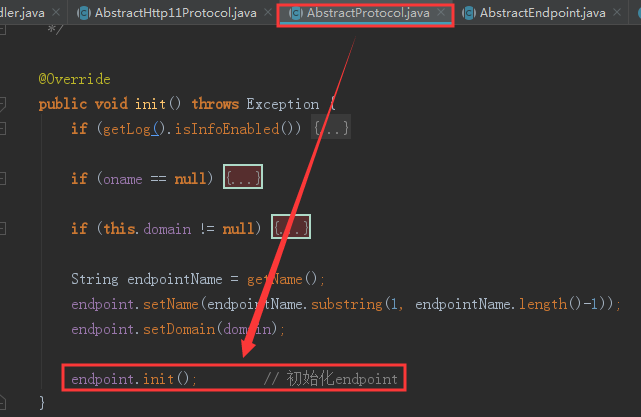 dler.java × AbstractHttp11Protocol.java × AbstractProtocol.java × AbstractEndpoint.java ×
*/
@Override
public void init() throws Exception {
if (getLog().isInfoEnabled()) {...}
if (oname == null) {...}
if (this.domain != null) {...}
String endpointName = getName();
endpoint.setName(endpointName.substring(1, endpointName.length()-1));
endpoint.setDomain(domain);
endpoint.init(); // 初始化endpoint
}